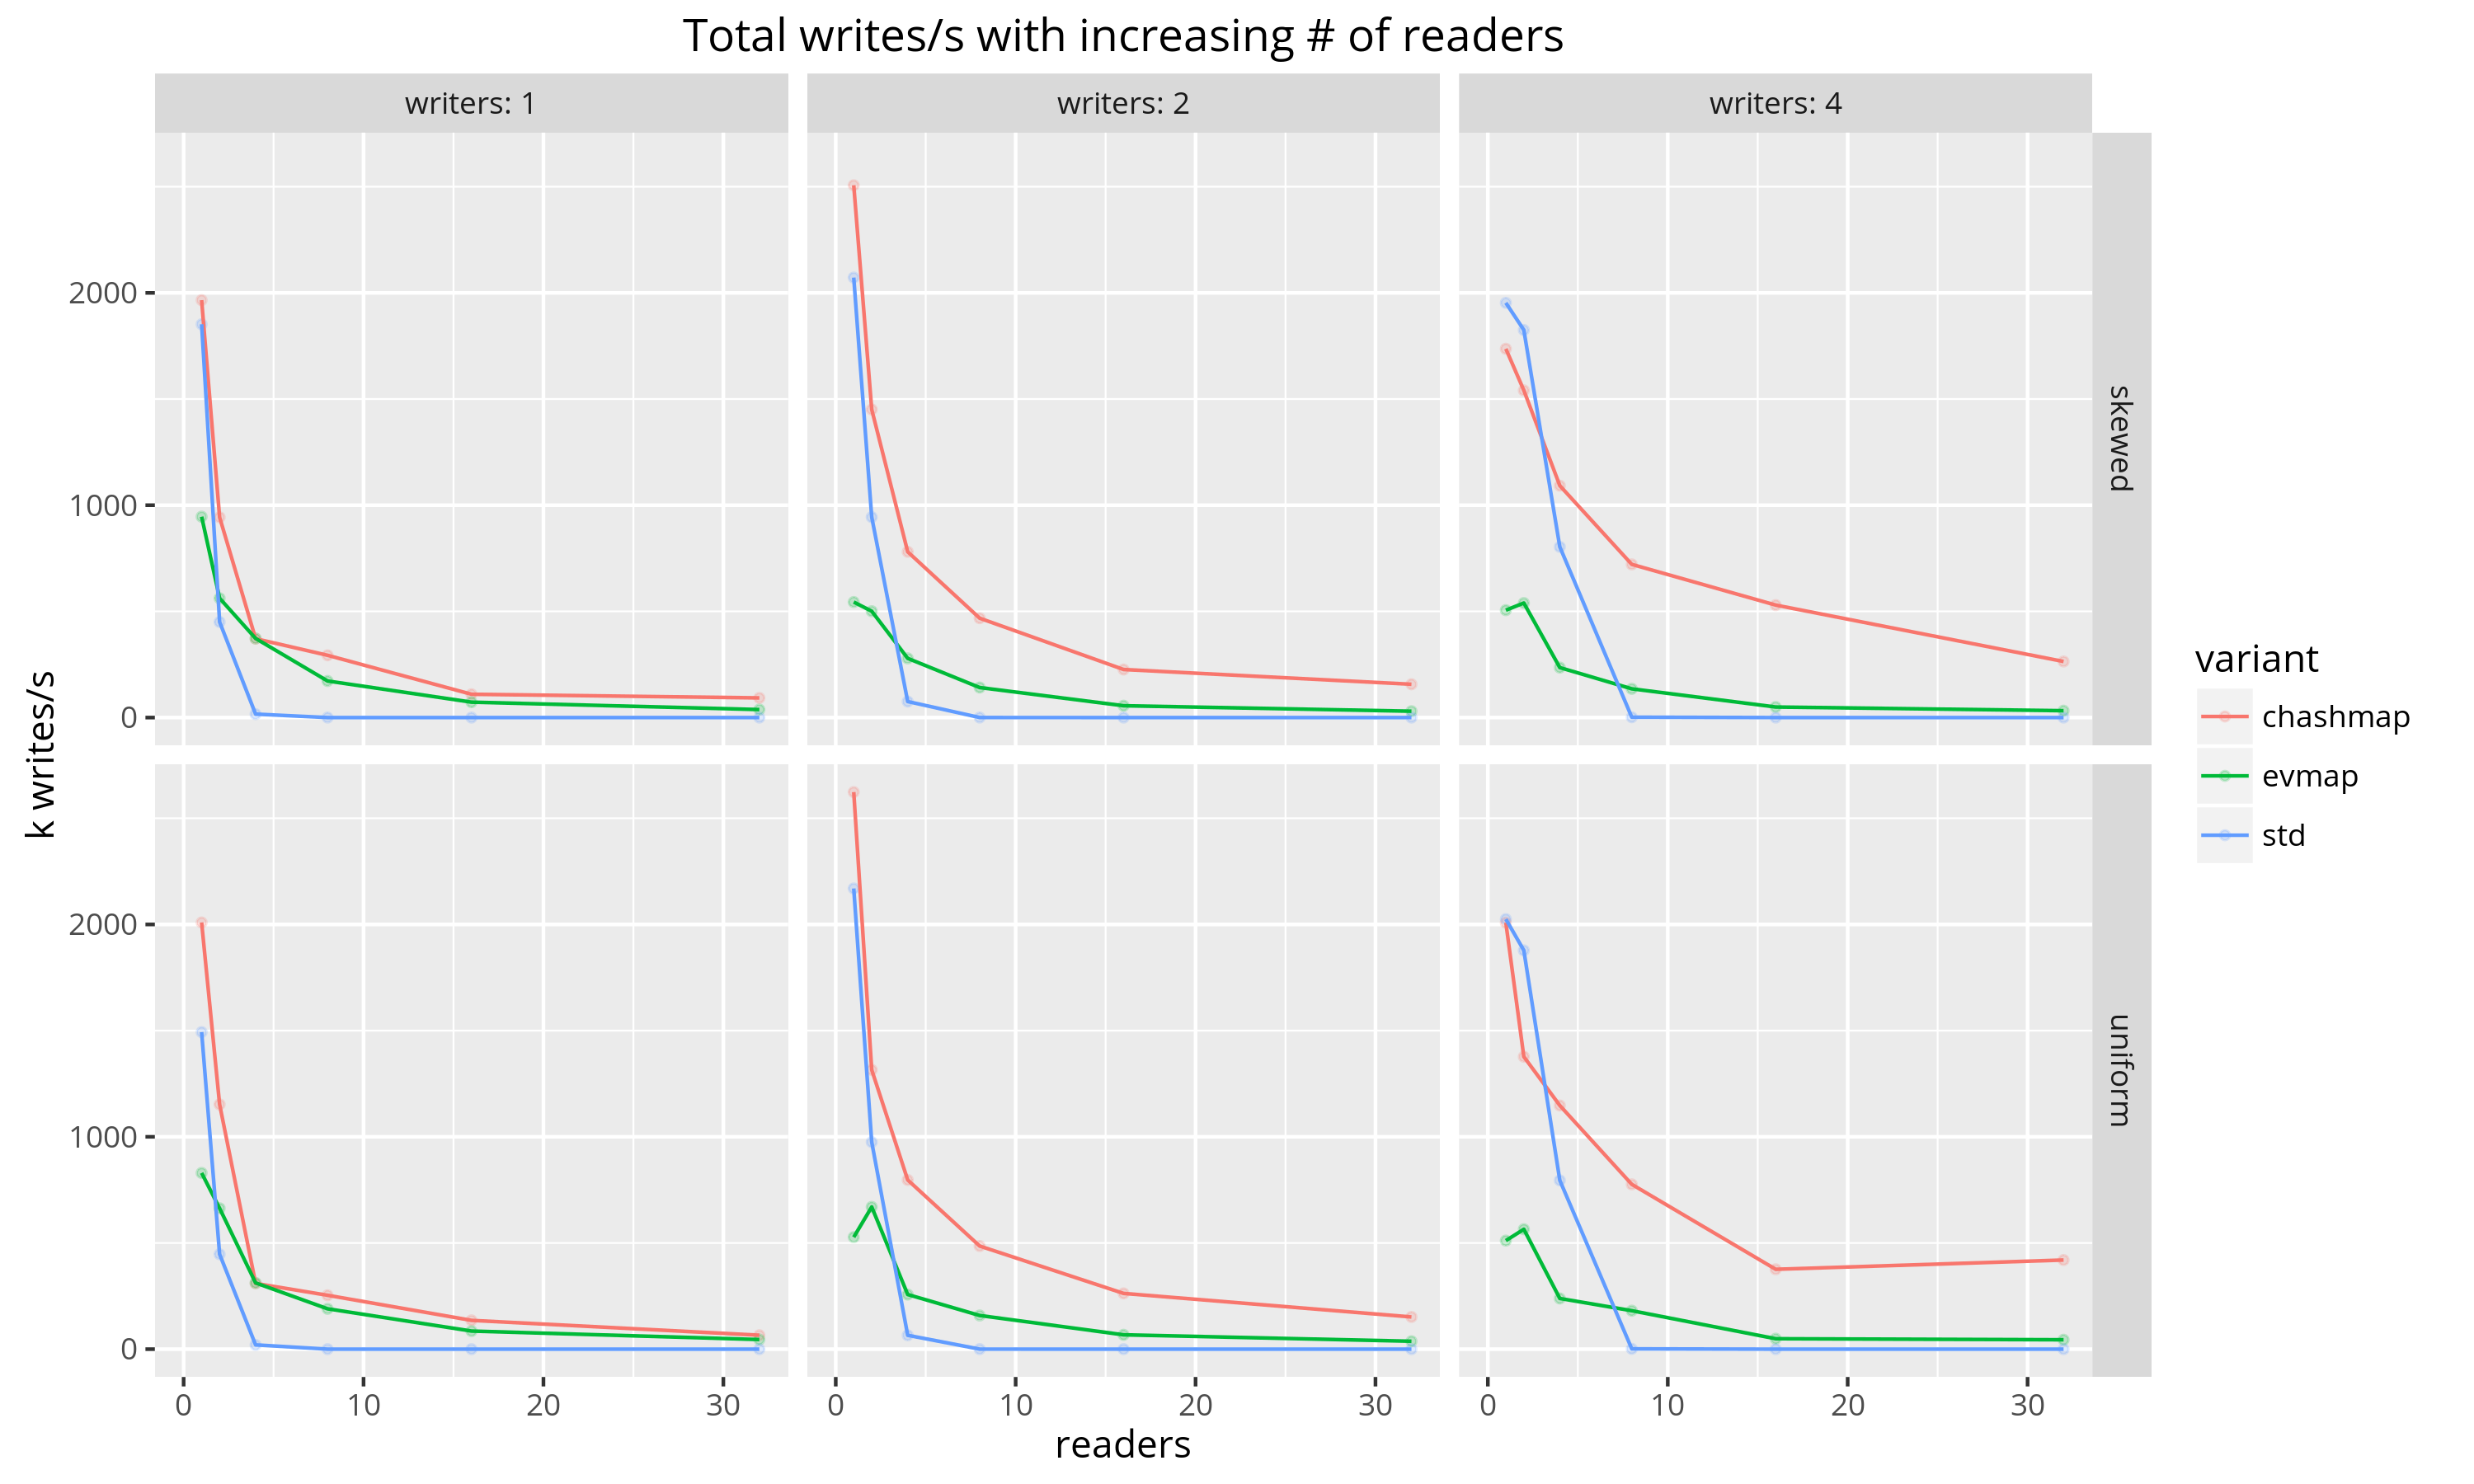 Total writes/s with increasing # of readers
writers: 1
writers: 2
writers: 4
2000
1000
0
skewed
2000
1000
0
uniform
k writes/s
0 10 20 30
0 10 20 30
0 10 20 30
readers
variant
chashmap
evmap
std